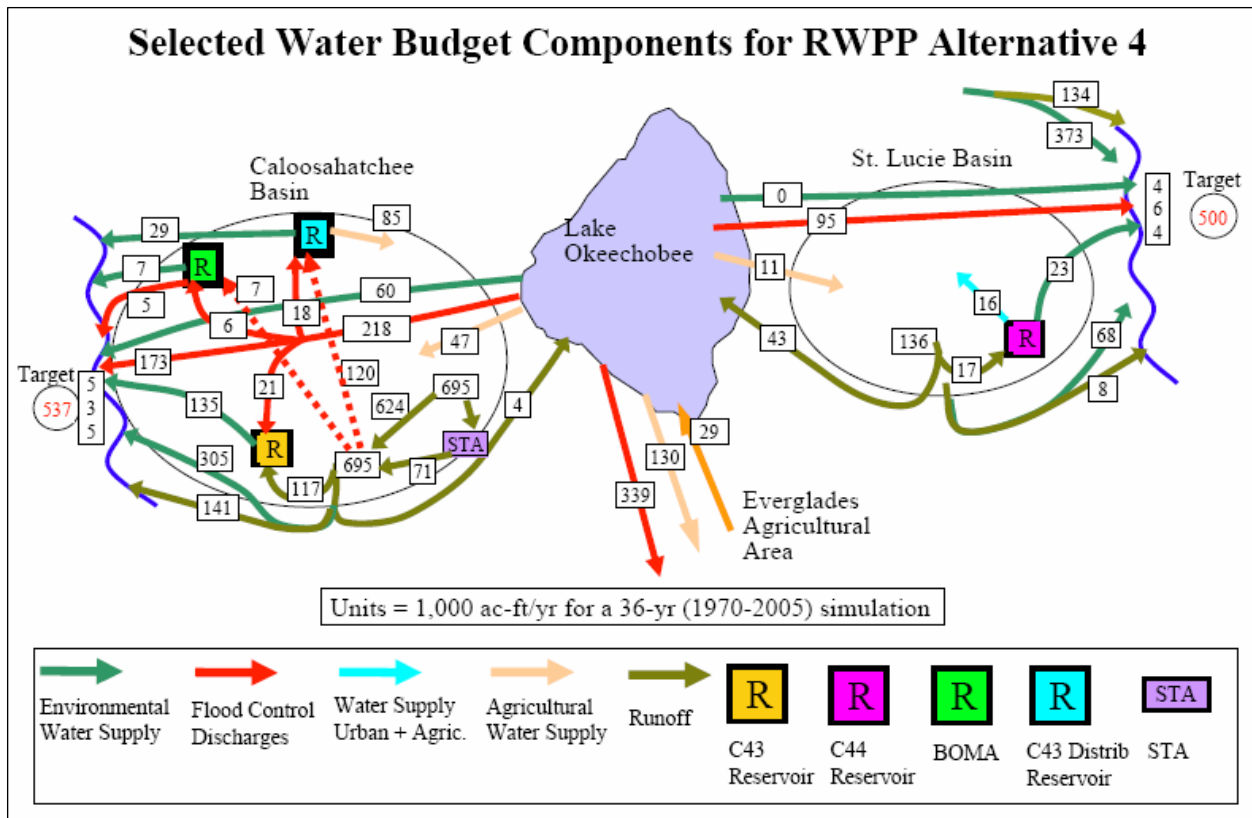 Selected Water Budget Components for RWPP Alternative 4
134
373
Caloosahatchee
Basin
St. Lucie Basin
85
0
4
6
4
Target
500
29
R
95
Lake
Okeechobee
7
R
7
60
11
23
5
6
18
218
16
47
43
136
R
68
173
17
Target
537
5
3
5
21
120
695
4
8
135
624
R
STA
29
305
695
71
130
117
339
141
Everglades
Agricultural
Area
Units = 1,000 ac-ft/yr for a 36-yr (1970-2005) simulation
Environmental
Water Supply
Flood Control
Discharges
Water Supply
Urban + Agric.
Agricultural
Water Supply
Runoff
R
C43
Reservoir
R
C44
Reservoir
R
BOMA
R
C43 Distrib
Reservoir
STA
STA